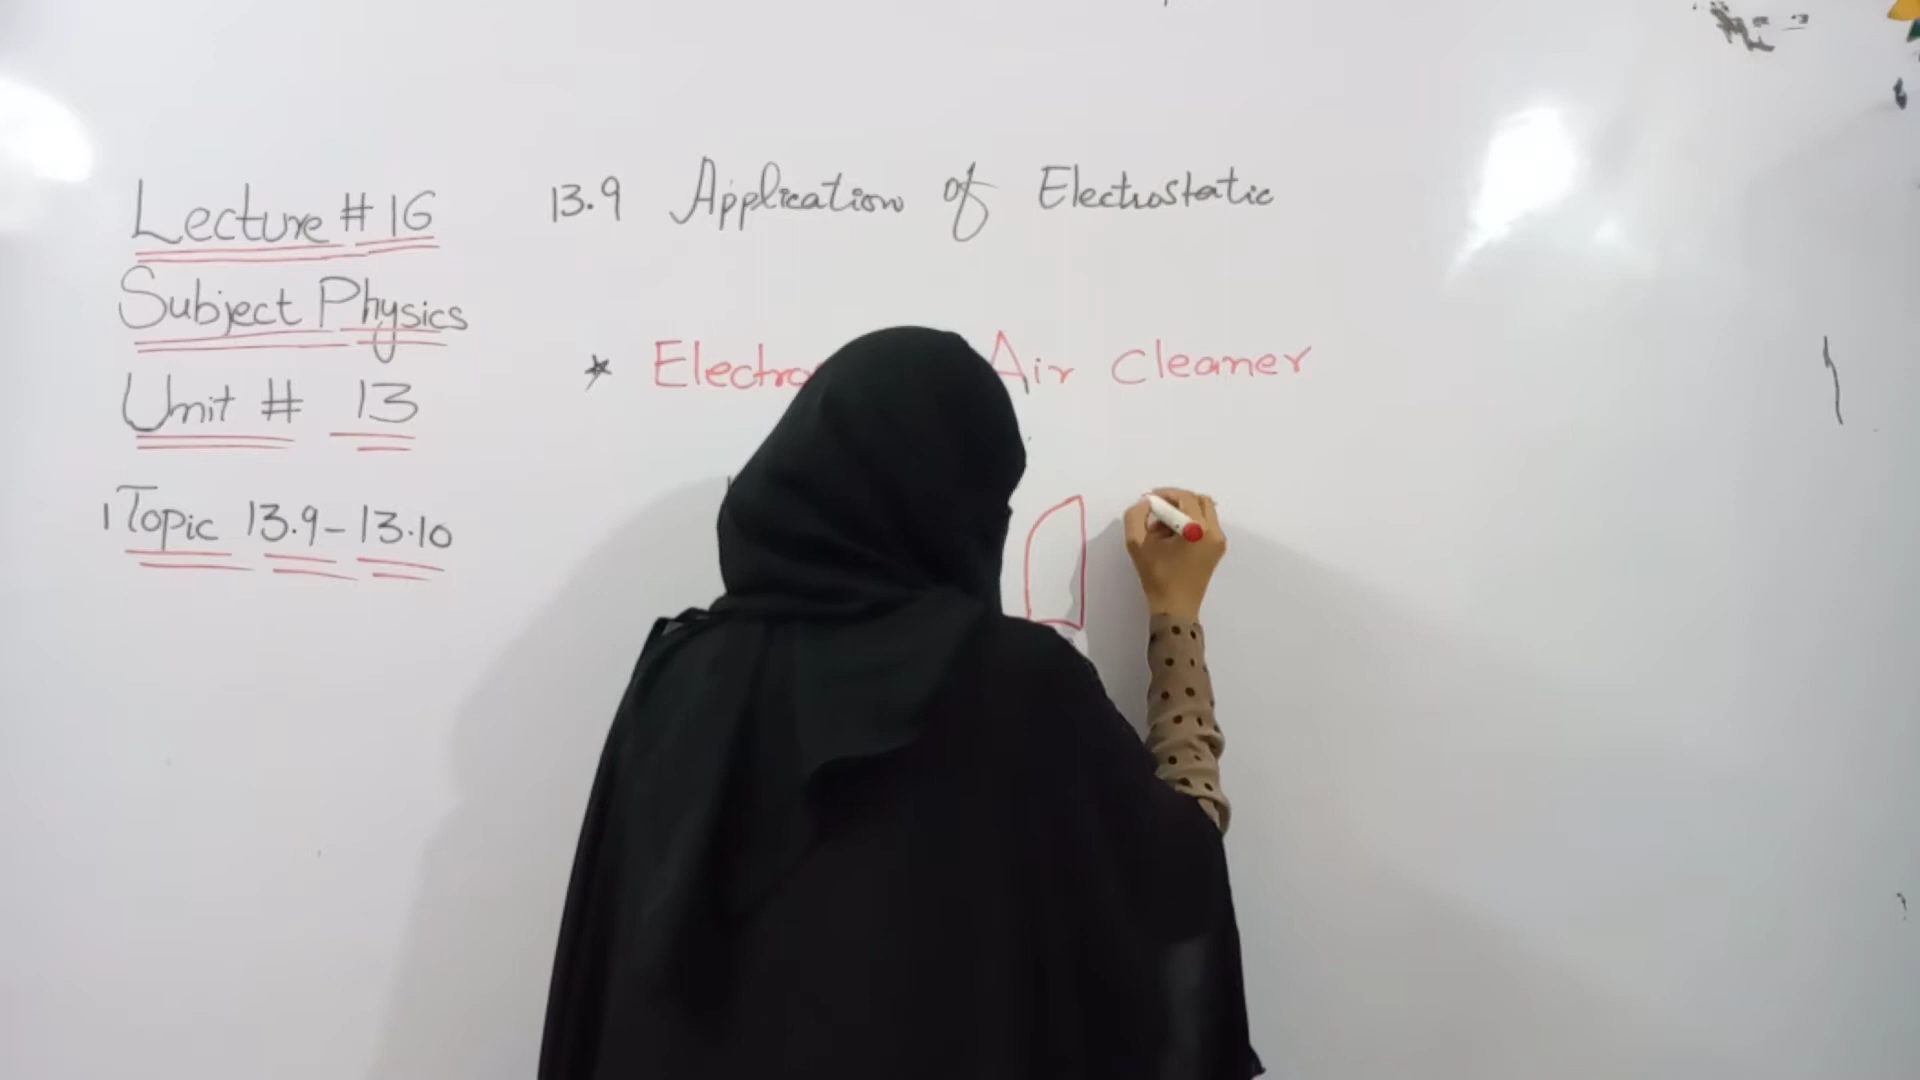 Lecture # 16
Subject Physics
Unit # 13
Topic 13.9-13.10
13.9 Application of Electrostatic
* Electro Air Cleaner